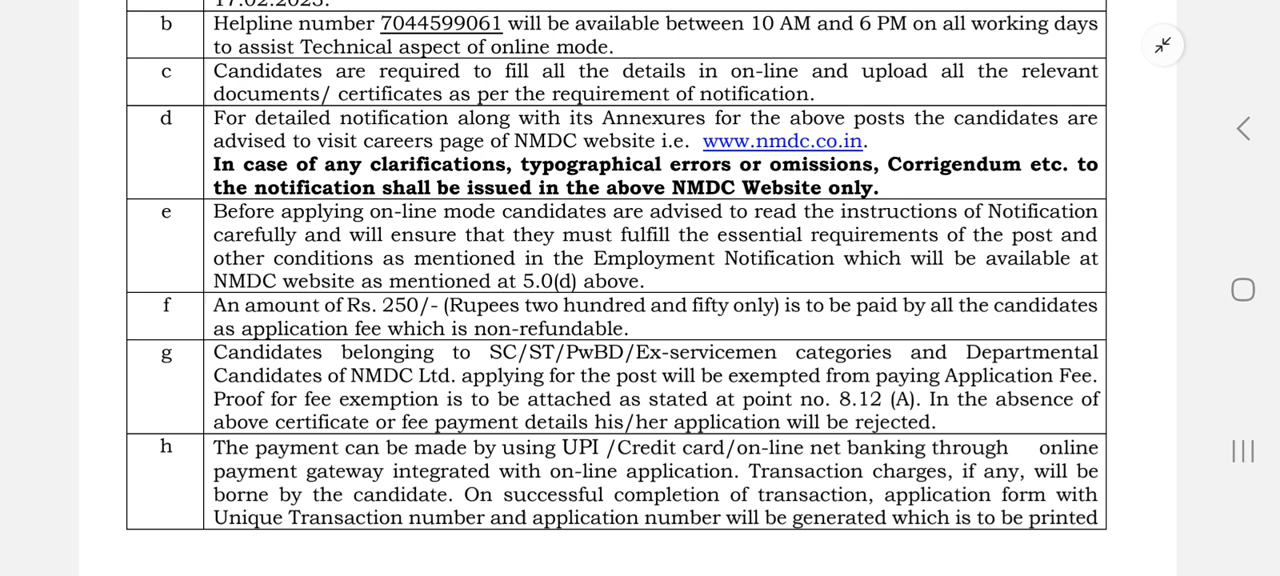 17.02.2023.
b Helpline number 7044599061 will be available between 10 AM and 6 PM on all working days
to assist Technical aspect of online mode.
c Candidates are required to fill all the details in on-line and upload all the relevant
documents/ certificates as per the requirement of notification.
d For detailed notification along with its Annexures for the above posts the candidates are
advised to visit careers page of NMDC website i.e. www.nmdc.co.in.
In case of any clarifications, typographical errors or omissions, Corrigendum etc. to
the notification shall be issued in the above NMDC Website only.
e Before applying on-line mode candidates are advised to read the instructions of Notification
carefully and will ensure that they must fulfill the essential requirements of the post and
other conditions as mentioned in the Employment Notification which will be available at
NMDC website as mentioned at 5.0(d) above.
f An amount of Rs. 250/- (Rupees two hundred and fifty only) is to be paid by all the candidates
as application fee which is non-refundable.
g Candidates belonging to SC/ST/PwBD/Ex-servicemen categories and Departmental
Candidates of NMDC Ltd. applying for the post will be exempted from paying Application Fee.
Proof for fee exemption is to be attached as stated at point no. 8.12 (A). In the absence of
above certificate or fee payment details his/her application will be rejected.
h The payment can be made by using UPI /Credit card/on-line net banking through online
payment gateway integrated with on-line application. Transaction charges, if any, will be
borne by the candidate. On successful completion of transaction, application form with
Unique Transaction number and application number will be generated which is to be printed